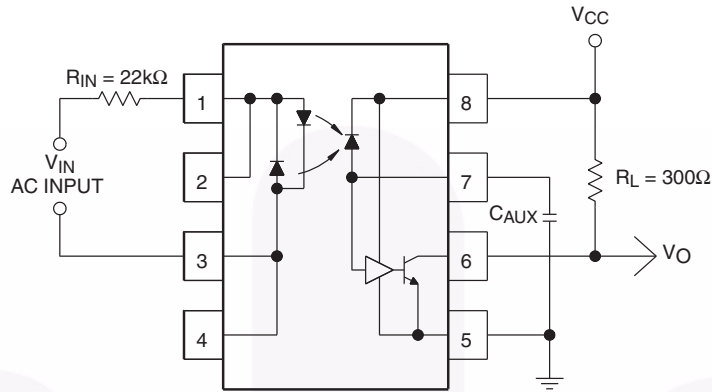 VCC
RIN = 22kΩ
1
8
VIN
AC INPUT
2
7
RL = 300Ω
CAUX
3
6
VO
4
5